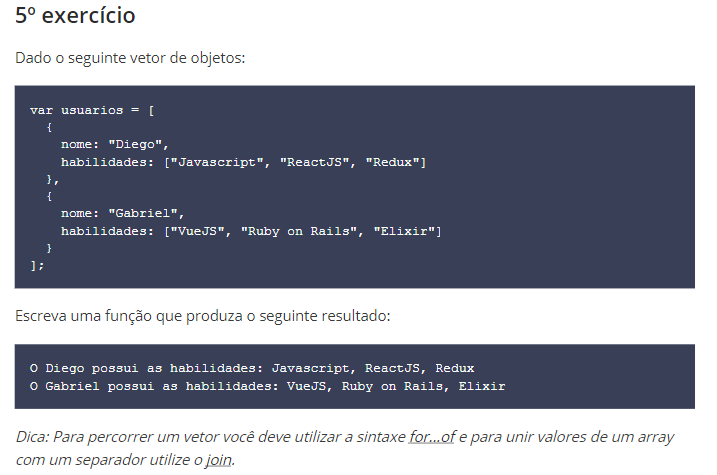 5º exercício
Dado o seguinte vetor de objetos:
var usuarios = [
  {
    nome: "Diego",
    habilidades: ["Javascript", "ReactJS", "Redux"]
  },
  {
    nome: "Gabriel",
    habilidades: ["VueJS", "Ruby on Rails", "Elixir"]
  }
];
Escreva uma função que produza o seguinte resultado:
O Diego possui as habilidades: Javascript, ReactJS, Redux
O Gabriel possui as habilidades: VueJS, Ruby on Rails, Elixir
Dica: Para percorrer um vetor você deve utilizar a sintaxe for...of e para unir valores de um array
com um separador utilize o join.